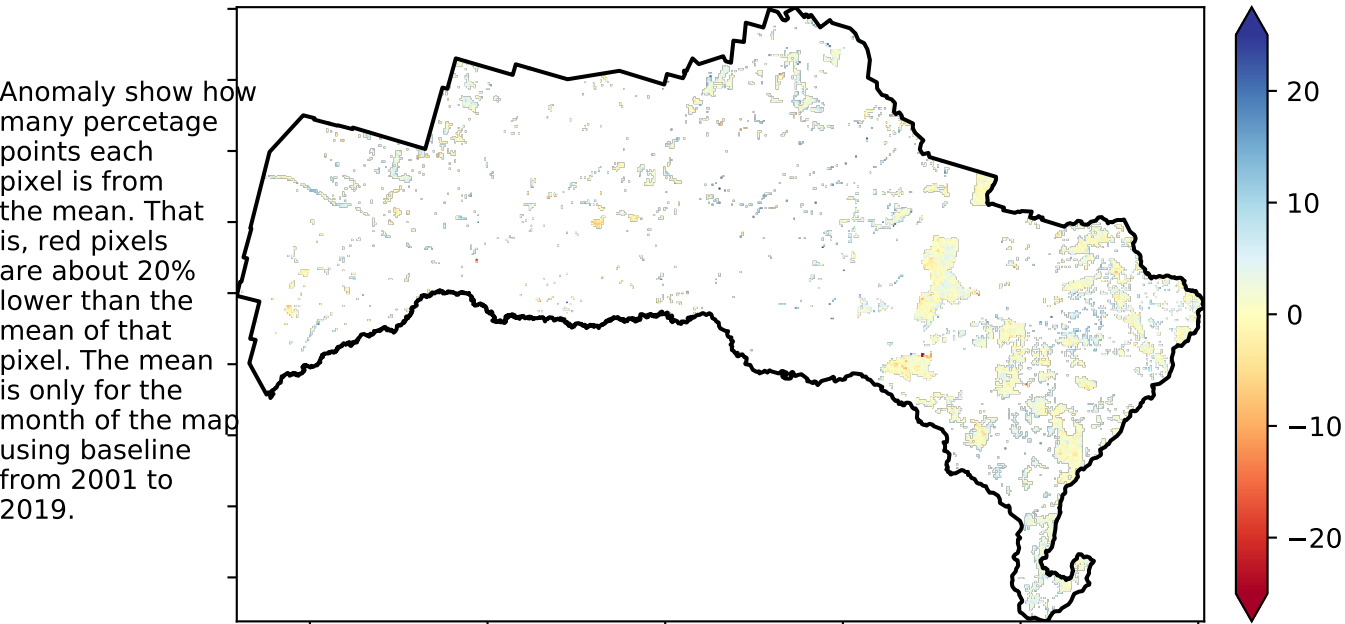 Anomaly show how
many percetage
points each
pixel is from
the mean. That
is, red pixels
are about 20%
lower than the
mean of that
pixel. The mean
is only for the
month of the map
using baseline
from 2001 to
2019.
20
10
0
−10
−20